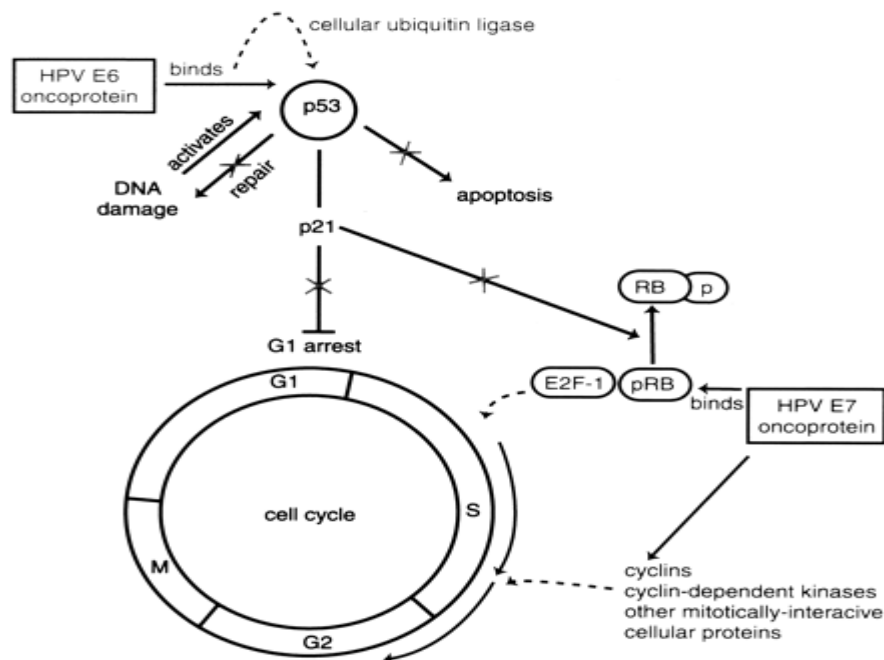 cellular ubiquitin ligase
HPV E6
oncoprotein
binds
p53
activates
repair
DNA
damage
apoptosis
p21
RB
p
G1 arrest
G1
E2F-1
pRB
binds
HPV E7
oncoprotein
S
cell cycle
M
G2
cyclins
cyclin-dependent kinases
other mitotically-interacive
cellular proteins